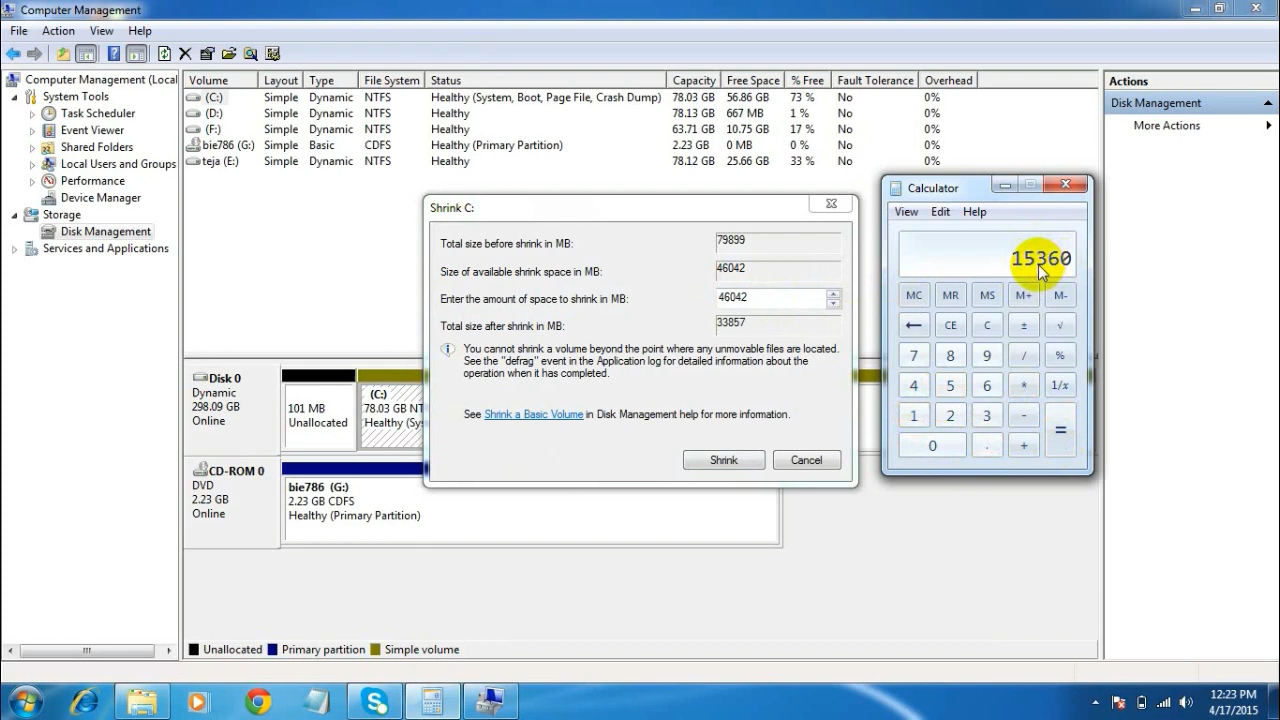 Computer Management
File Action View Help
Computer Management (Local
System Tools
Task Scheduler
Event Viewer
Shared Folders
Local Users and Groups
Performance
Device Manager
Storage
Disk Management
Services and Applications
Volume Layout Type File System Status Capacity Free Space % Free Fault Tolerance Overhead
(C:) Simple Dynamic NTFS Healthy (System, Boot, Page File, Crash Dump) 78.03 GB 56.86 GB 73 % No 0%
(D:) Simple Dynamic NTFS Healthy 78.13 GB 667 MB 1 % No 0%
(F:) Simple Dynamic NTFS Healthy 63.71 GB 10.75 GB 17 % No 0%
bie786 (G:) Simple Basic CDFS Healthy (Primary Partition) 2.23 GB 0 MB 0 % No 0%
teja (E:) Simple Dynamic NTFS Healthy 78.12 GB 25.66 GB 33 % No 0%
Actions
Disk Management
More Actions
Shrink C:
Total size before shrink in MB: 79899
Size of available shrink space in MB: 46042
Enter the amount of space to shrink in MB: 46042
Total size after shrink in MB: 33857
You cannot shrink a volume beyond the point where any unmovable files are located.
See the "defrag" event in the Application log for detailed information about the
operation when it has completed.
See Shrink a Basic Volume in Disk Management help for more information.
Shrink Cancel
Calculator
View Edit Help
15360
MC MR MS M+ M-
← CE C ± √
7 8 9 / %
4 5 6 * 1/x
1 2 3 - =
0 . +
Disk 0
Dynamic
298.09 GB
Online
101 MB
Unallocated
(C:)
78.03 GB NT
Healthy (Sy
CD-ROM 0
DVD
2.23 GB
Online
bie786 (G:)
2.23 GB CDFS
Healthy (Primary Partition)
Unallocated Primary partition Simple volume
12:23 PM
4/17/2015